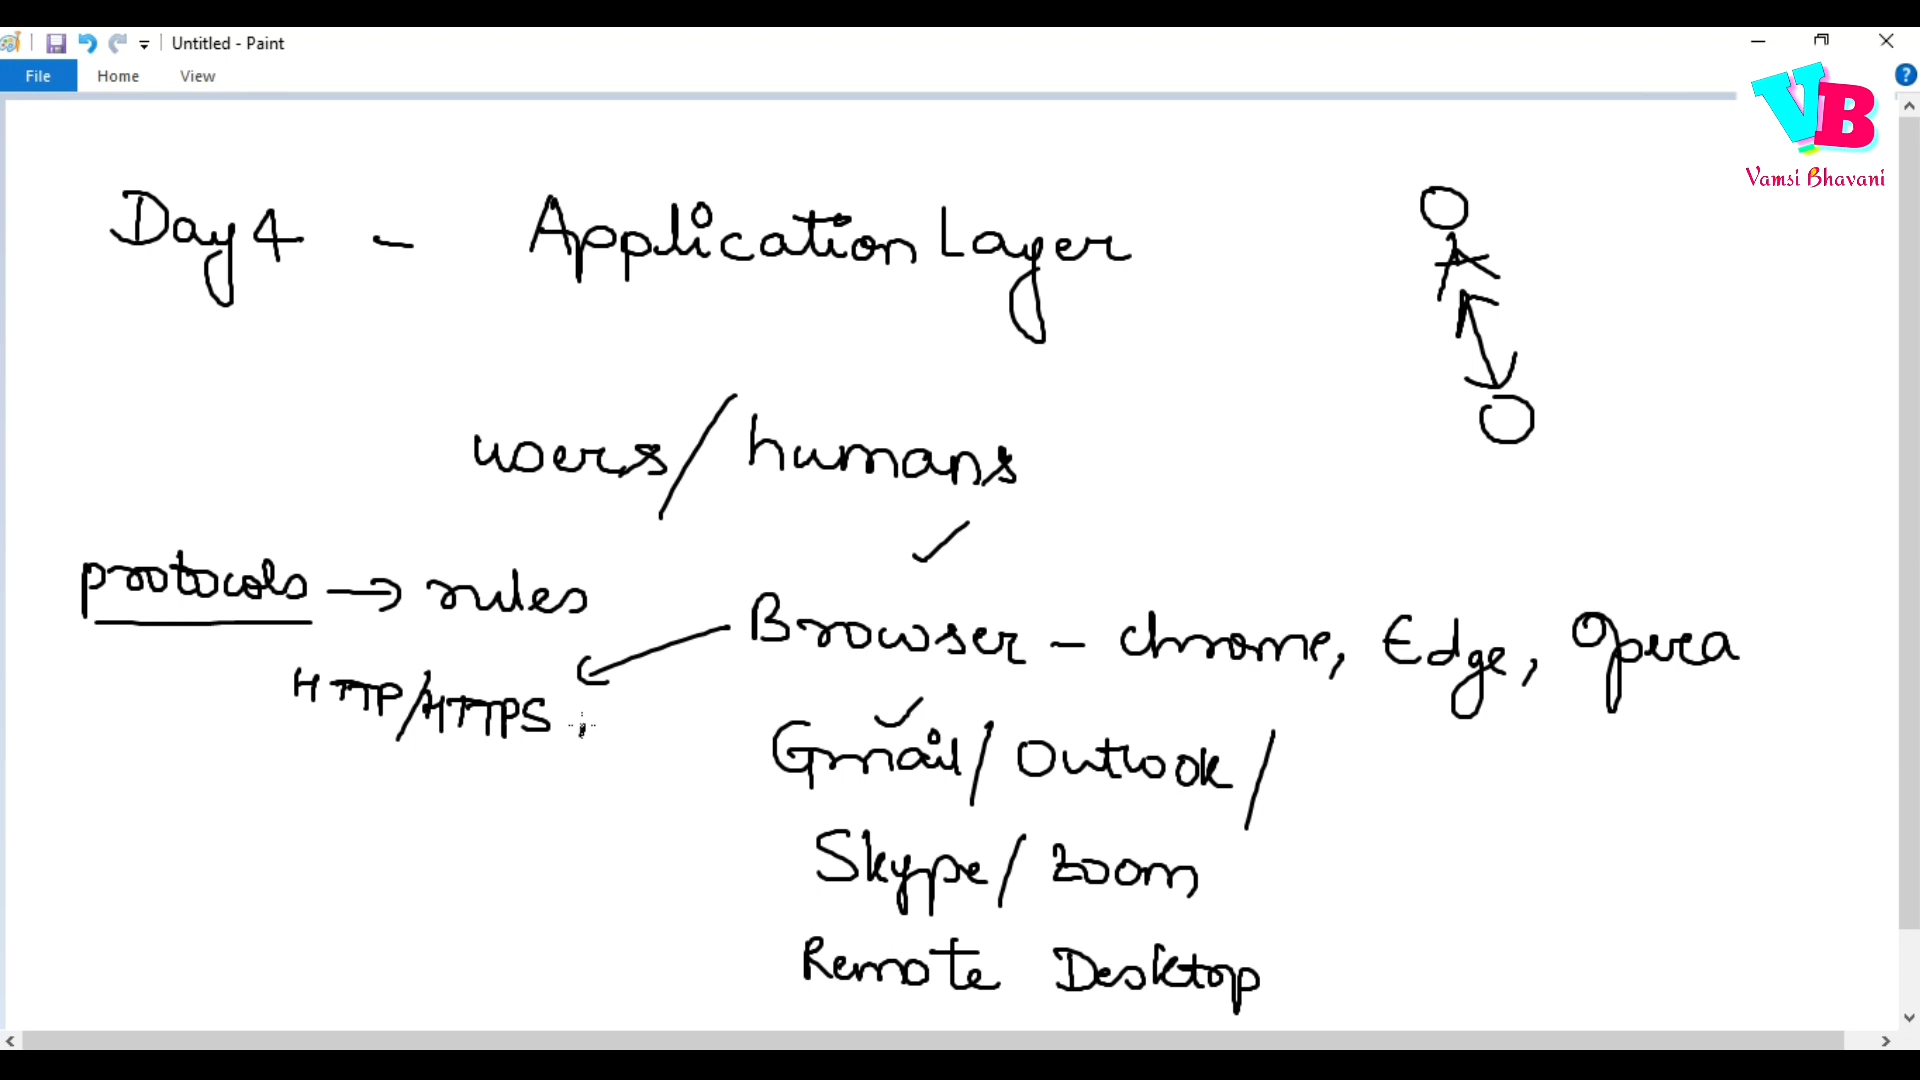 Untitled - Paint
File Home View
VB
Vamsi Bhavani
Day 4 - Application Layer
users/humans
protocols → rules
Browser - chrome, Edge, Opera
HTTP/HTTPS
Gmail/Outlook/
Skype/zoom
Remote Desktop